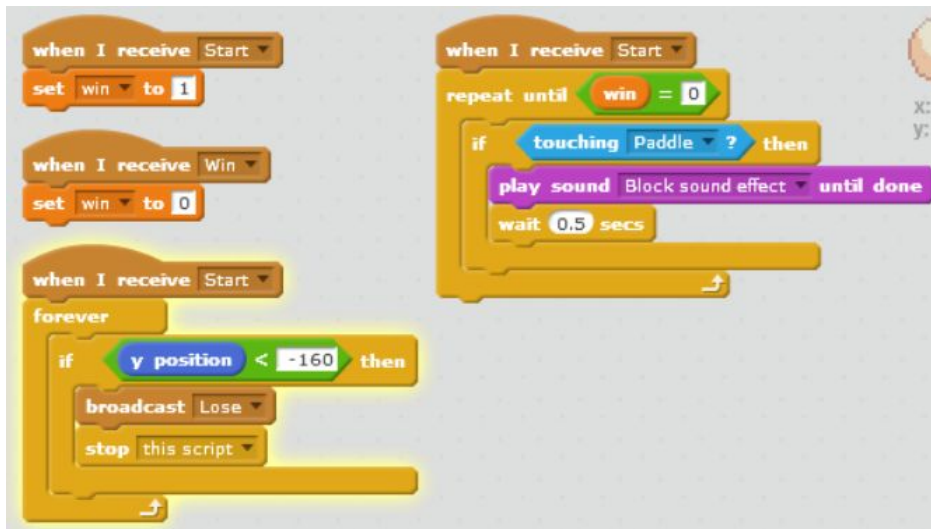 when I receive Start
set win to 1
when I receive Win
set win to 0
when I receive Start
forever
if y position < -160 then
broadcast Lose
stop this script
when I receive Start
repeat until win = 0
if touching Paddle ? then
play sound Block sound effect until done
wait 0.5 secs
x:
y: